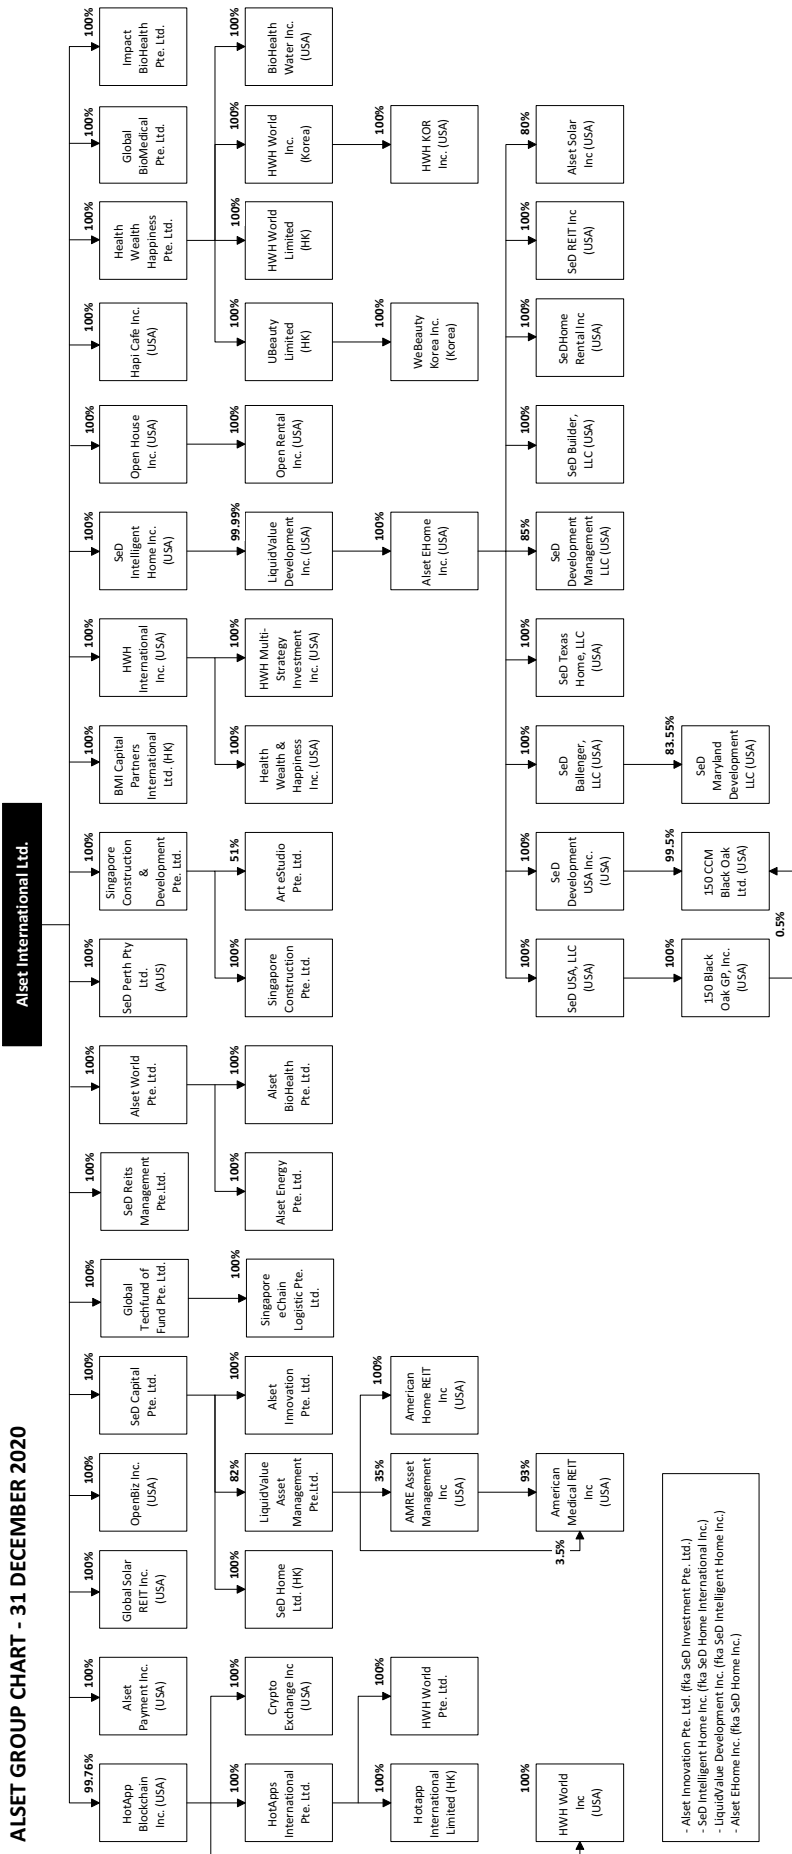 ALSET GROUP CHART - 31 DECEMBER 2020
Alset International Ltd.
99.76%
HotApp
Blockchain
Inc. (USA)
100%
Alset
Payment Inc.
(USA)
100%
Global Solar
REIT Inc.
(USA)
100%
OpenBiz Inc.
(USA)
100%
SeD Capital
Pte. Ltd.
100%
Global
Techfund of
Fund Pte. Ltd.
100%
SeD Reits
Management
Pte.Ltd.
100%
Alset World
Pte. Ltd.
100%
SeD Perth Pty
Ltd.
(AUS)
100%
Singapore
Construction
&
Development
Pte. Ltd.
100%
BMI Capital
Partners
International
Ltd. (HK)
100%
HWH
International
Inc. (USA)
100%
SeD
Intelligent
Home Inc.
(USA)
100%
Open House
Inc. (USA)
100%
Hapi Cafe Inc.
(USA)
100%
Health
Wealth
Happiness
Pte. Ltd.
100%
Global
BioMedical
Pte. Ltd.
100%
Impact
BioHealth
Pte. Ltd.
100%
HotApps
International
Pte. Ltd.
100%
Crypto
Exchange Inc
(USA)
100%
SeD Home
Ltd. (HK)
82%
LiquidValue
Asset
Management
Pte.Ltd.
100%
Alset
Innovation
Pte. Ltd.
100%
Singapore
eChain
Logistic Pte.
Ltd.
100%
Alset Energy
Pte. Ltd.
100%
Alset
BioHealth
Pte. Ltd.
100%
Singapore
Construction
Pte. Ltd.
51%
Art eStudio
Pte. Ltd.
100%
Health
Wealth &
Happiness
Inc. (USA)
100%
HWH Multi-
Strategy
Investment
Inc. (USA)
99.99%
LiquidValue
Development
Inc. (USA)
100%
Open Rental
Inc. (USA)
100%
UBeauty
Limited
(HK)
100%
HWH World
Limited
(HK)
100%
HWH World
Inc.
(Korea)
100%
BioHealth
Water Inc.
(USA)
100%
Hotapp
International
Limited (HK)
100%
HWH World
Pte. Ltd.
35%
AMRE Asset
Management
Inc
(USA)
100%
American
Home REIT
Inc
(USA)
100%
Alset EHome
Inc. (USA)
100%
WeBeauty
Korea Inc.
(Korea)
100%
HWH KOR
Inc. (USA)
100%
HWH World
Inc
(USA)
3.5%
93%
American
Medical REIT
Inc
(USA)
100%
SeD USA, LLC
(USA)
100%
SeD
Development
USA Inc.
(USA)
100%
SeD
Ballenger,
LLC (USA)
100%
SeD Texas
Home, LLC
(USA)
85%
SeD
Development
Management
LLC (USA)
100%
SeD Builder,
LLC (USA)
100%
SeDHome
Rental Inc
(USA)
100%
SeD REIT Inc
(USA)
80%
Alset Solar
Inc (USA)
100%
150 Black
Oak GP, Inc.
(USA)
99.5%
150 CCM
Black Oak
Ltd. (USA)
83.55%
SeD
Maryland
Development
LLC (USA)
0.5%
- Alset Innovation Pte. Ltd. (fka SeD Investment Pte. Ltd.)
- SeD Intelligent Home Inc. (fka SeD Home International Inc.)
- LiquidValue Development Inc. (fka SeD Intelligent Home Inc.)
- Alset EHome Inc. (fka SeD Home Inc.)